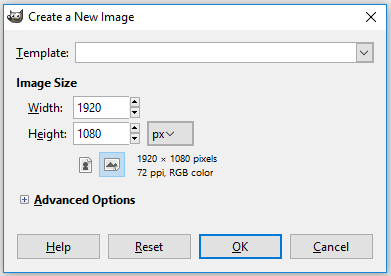 Create a New Image
Template:
Image Size
Width: 1920
Height: 1080 px
1920 × 1080 pixels
72 ppi, RGB color
Advanced Options
Help Reset OK Cancel